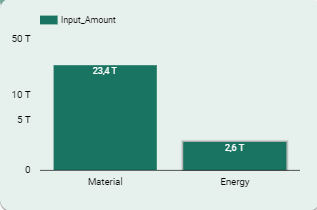 Input_Amount
50 T
23,4 T
10 T
5 T
2,6 T
0
Material Energy